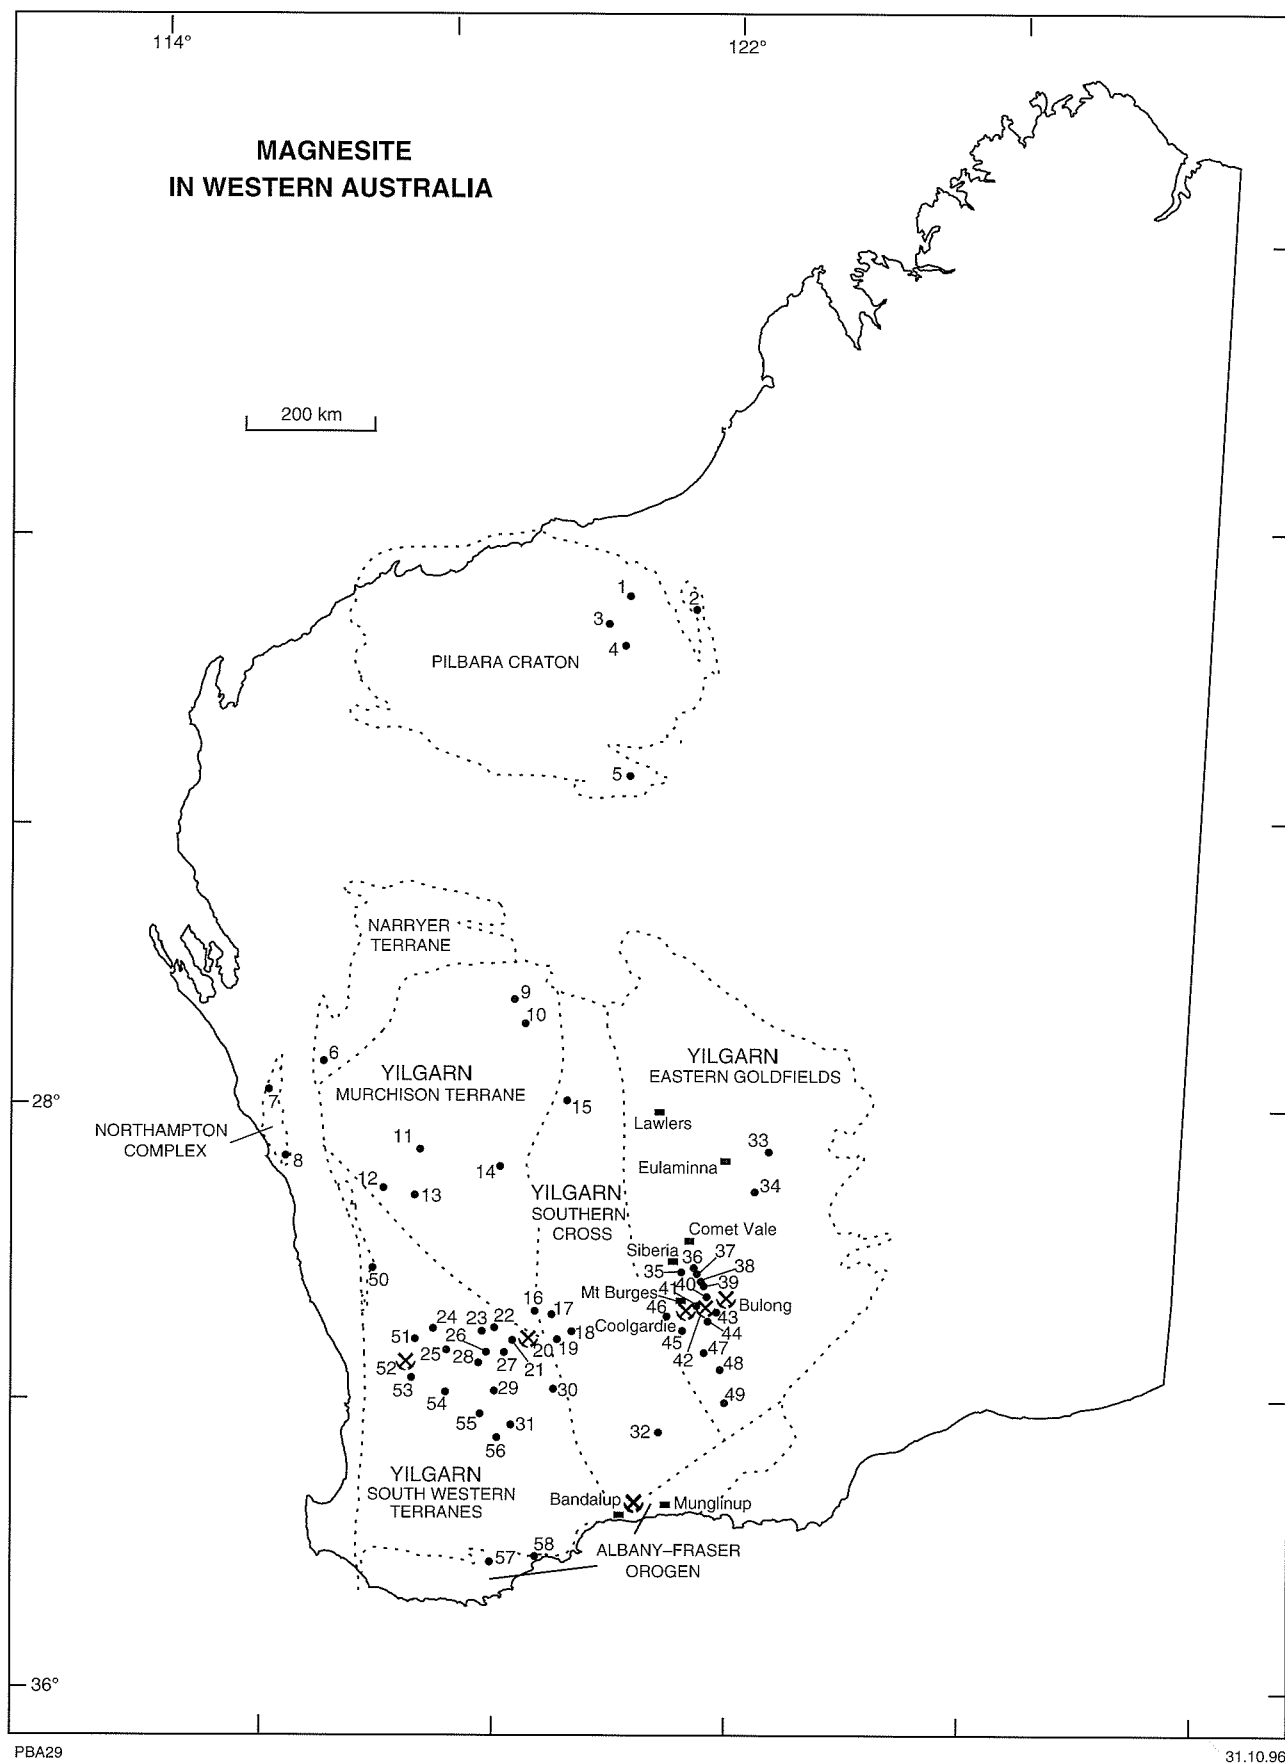 114°
122°
MAGNESITE
IN WESTERN AUSTRALIA
200 km
1
2
3
4
PILBARA CRATON
5
NARRYER
TERRANE
9
10
6
YILGARN
MURCHISON TERRANE
YILGARN
EASTERN GOLDFIELDS
7
28°
15
Lawlers
NORTHAMPTON
COMPLEX
8
11
33
14
Eulaminna
12
13
34
YILGARN
SOUTHERN
CROSS
Comet Vale
Siberia
36
37
38
35
50
39
40
41
Mt Burges
Bulong
16
17
46
43
24
23
22
18
Coolgardie
44
51
26
20
19
45
25
28
27
21
42
47
52
48
53
29
30
54
49
55
31
32
56
YILGARN
SOUTH WESTERN
TERRANES
Bandalup
Munglinup
58
57
ALBANY–FRASER
OROGEN
36°
PBA29
31.10.96